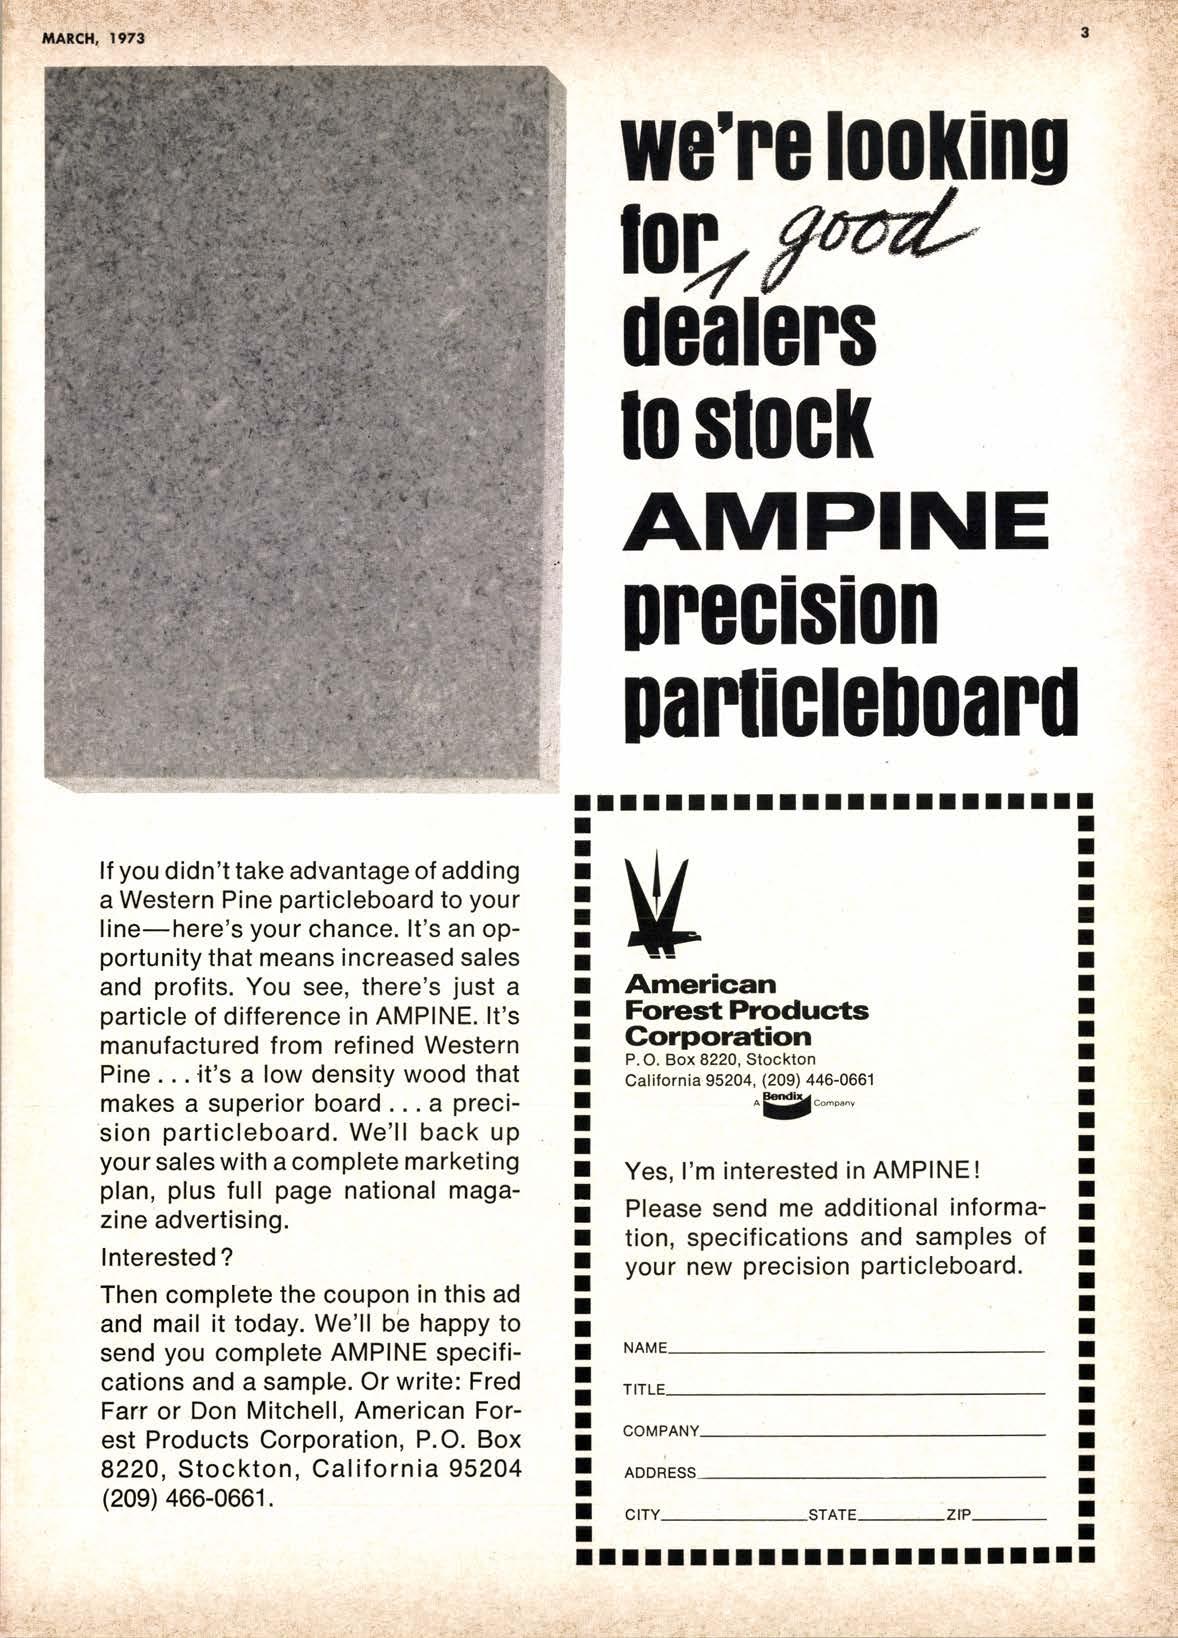 MARCH, 1973
3
we're looking
for good
dealers
to stock
AMPINE
precision
particleboard
If you didn't take advantage of adding
a Western Pine particleboard to your
line—here's your chance. It's an op-
portunity that means increased sales
and profits. You see, there's just a
particle of difference in AMPINE. It's
manufactured from refined Western
Pine . . . it's a low density wood that
makes a superior board . . . a preci-
sion particleboard. We'll back up
your sales with a complete marketing
plan, plus full page national maga-
zine advertising.
Interested?
Then complete the coupon in this ad
and mail it today. We'll be happy to
send you complete AMPINE specifi-
cations and a sample. Or write: Fred
Farr or Don Mitchell, American For-
est Products Corporation, P.O. Box
8220, Stockton, California 95204
(209) 466-0661.
American
Forest Products
Corporation
P.O. Box 8220, Stockton
California 95204, (209) 446-0661
A Bendix Company
Yes, I'm interested in AMPINE!
Please send me additional informa-
tion, specifications and samples of
your new precision particleboard.
NAME
TITLE
COMPANY
ADDRESS
CITY STATE ZIP